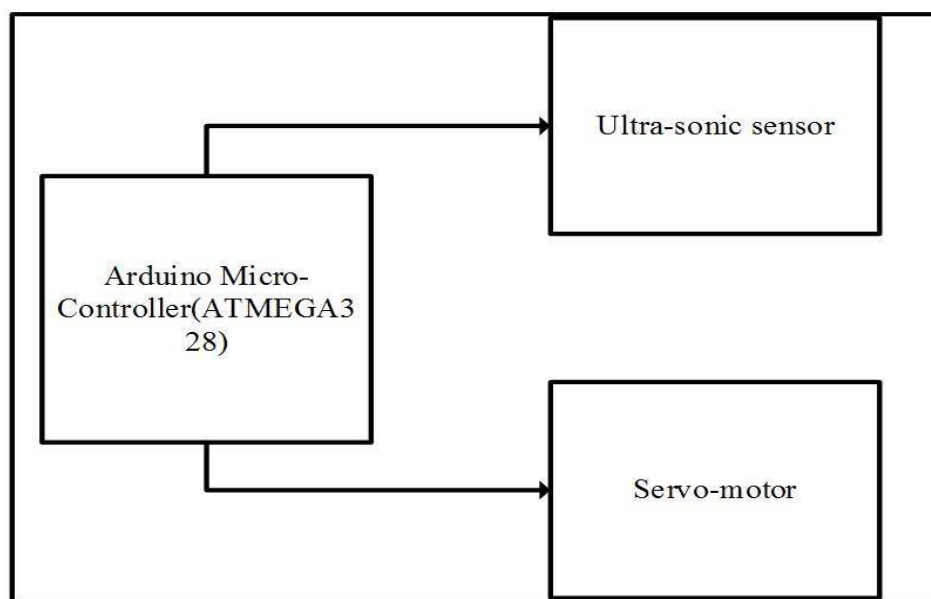 Ultra-sonic sensor
Arduino Micro-
Controller(ATMEGA3
28)
Servo-motor